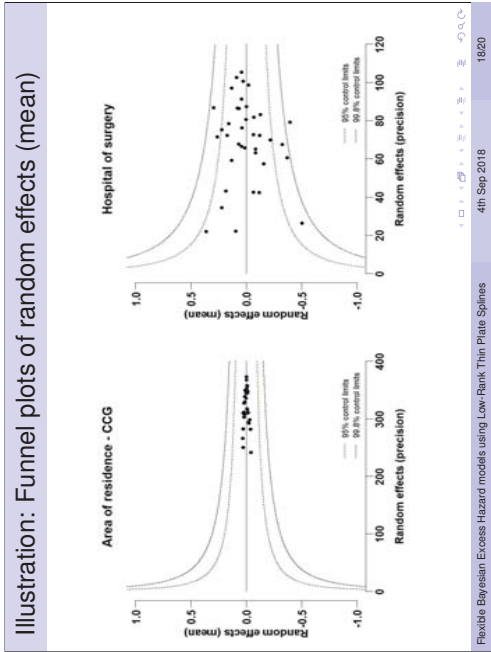 Illustration: Funnel plots of random effects (mean)
Area of residence - CCG
Random effects (mean)
1.0
0.5
0.0
-0.5
-1.0
95% control limits
99.8% control limits
0
100
200
300
400
Random effects (precision)
Hospital of surgery
Random effects (mean)
1.0
0.5
0.0
-0.5
-1.0
95% control limits
99.8% control limits
0
20
40
60
80
100
120
Random effects (precision)
Flexible Bayesian Excess Hazard models using Low-Rank Thin Plate Splines
4th Sep 2018
18/20